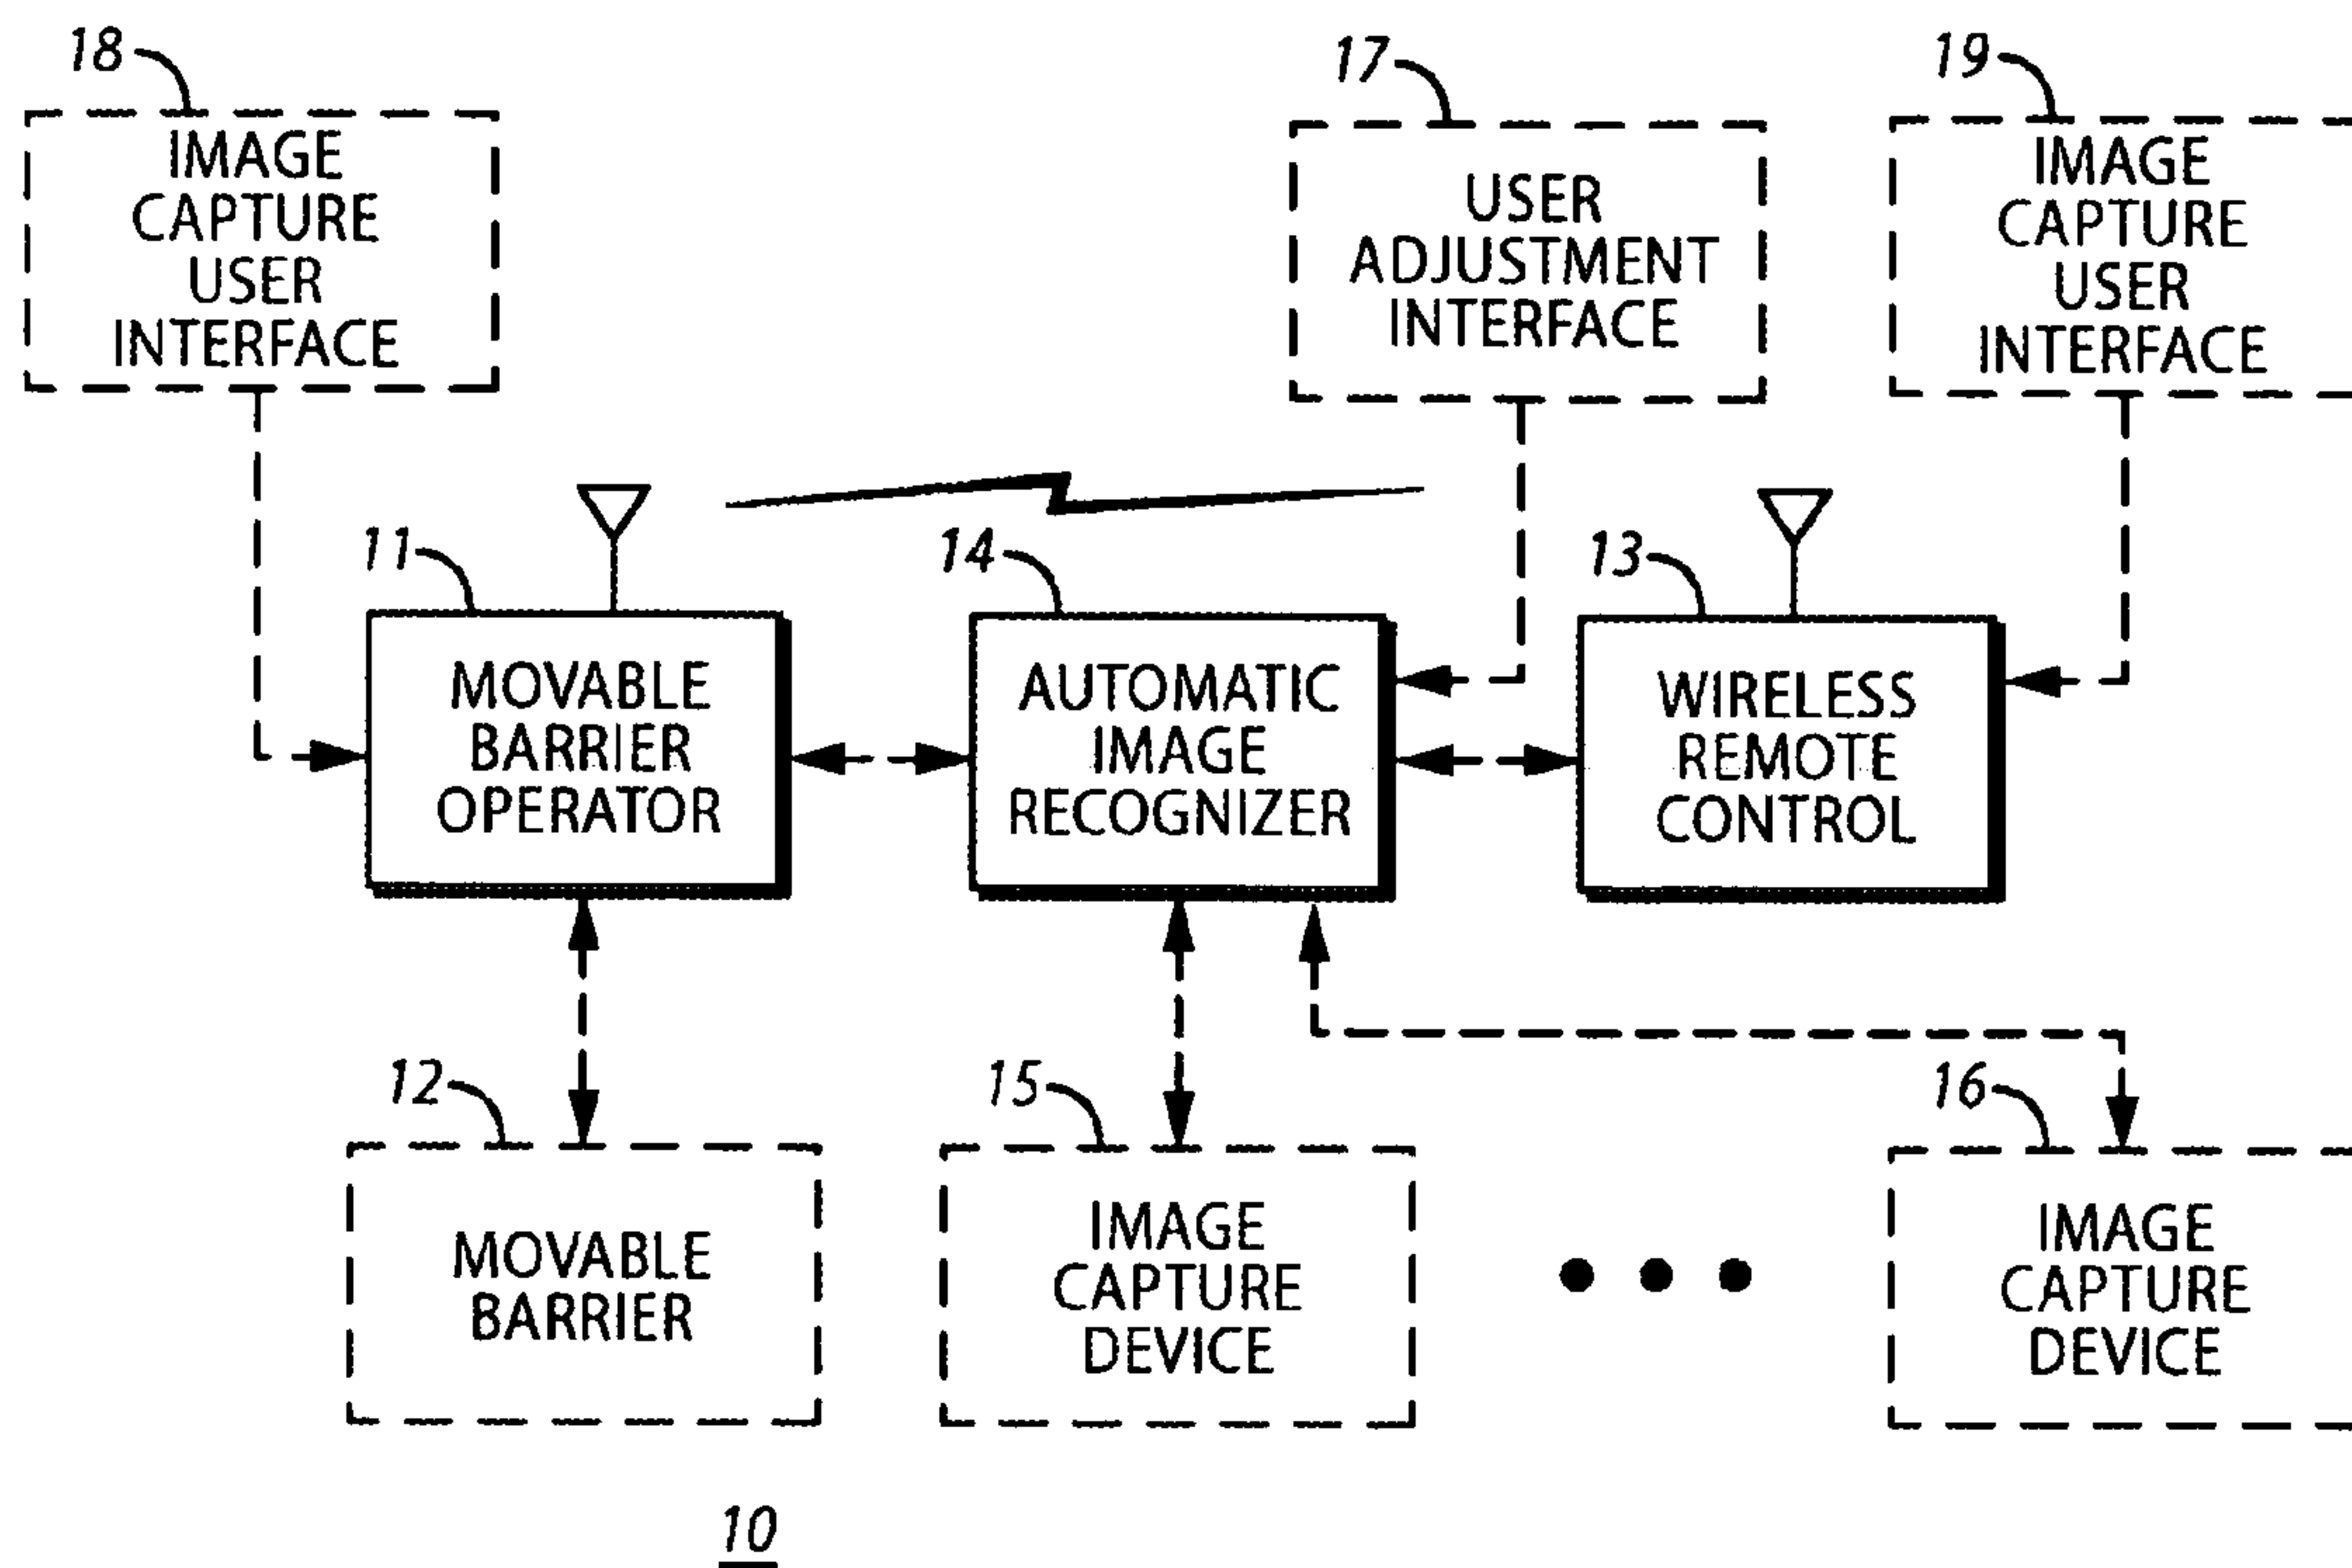 18
IMAGE
CAPTURE
USER
INTERFACE
17
USER
ADJUSTMENT
INTERFACE
19
IMAGE
CAPTURE
USER
INTERFACE
11
MOVABLE
BARRIER
OPERATOR
14
AUTOMATIC
IMAGE
RECOGNIZER
13
WIRELESS
REMOTE
CONTROL
12
MOVABLE
BARRIER
15
IMAGE
CAPTURE
DEVICE
16
IMAGE
CAPTURE
DEVICE
10